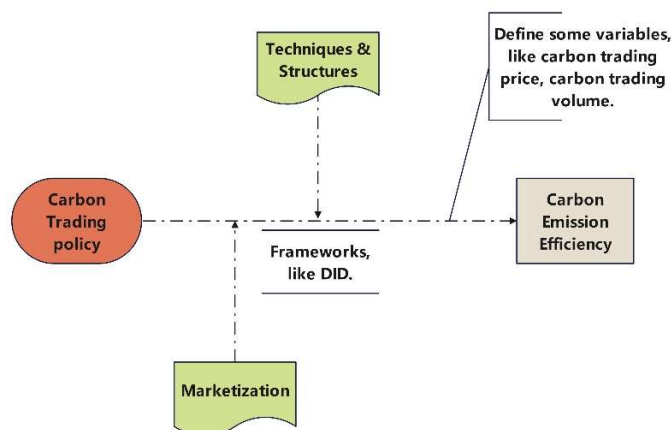 Techniques &
Structures
Define some variables,
like carbon trading
price, carbon trading
volume.
Carbon
Trading
policy
Carbon
Emission
Efficiency
Frameworks,
like DID.
Marketization